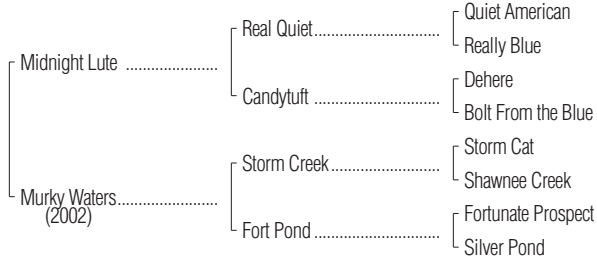 Quiet American
Real Quiet
Really Blue
Midnight Lute
Dehere
Candytuft
Bolt From the Blue
Storm Cat
Storm Creek
Shawnee Creek
Murky Waters
(2002)
Fortunate Prospect
Fort Pond
Silver Pond